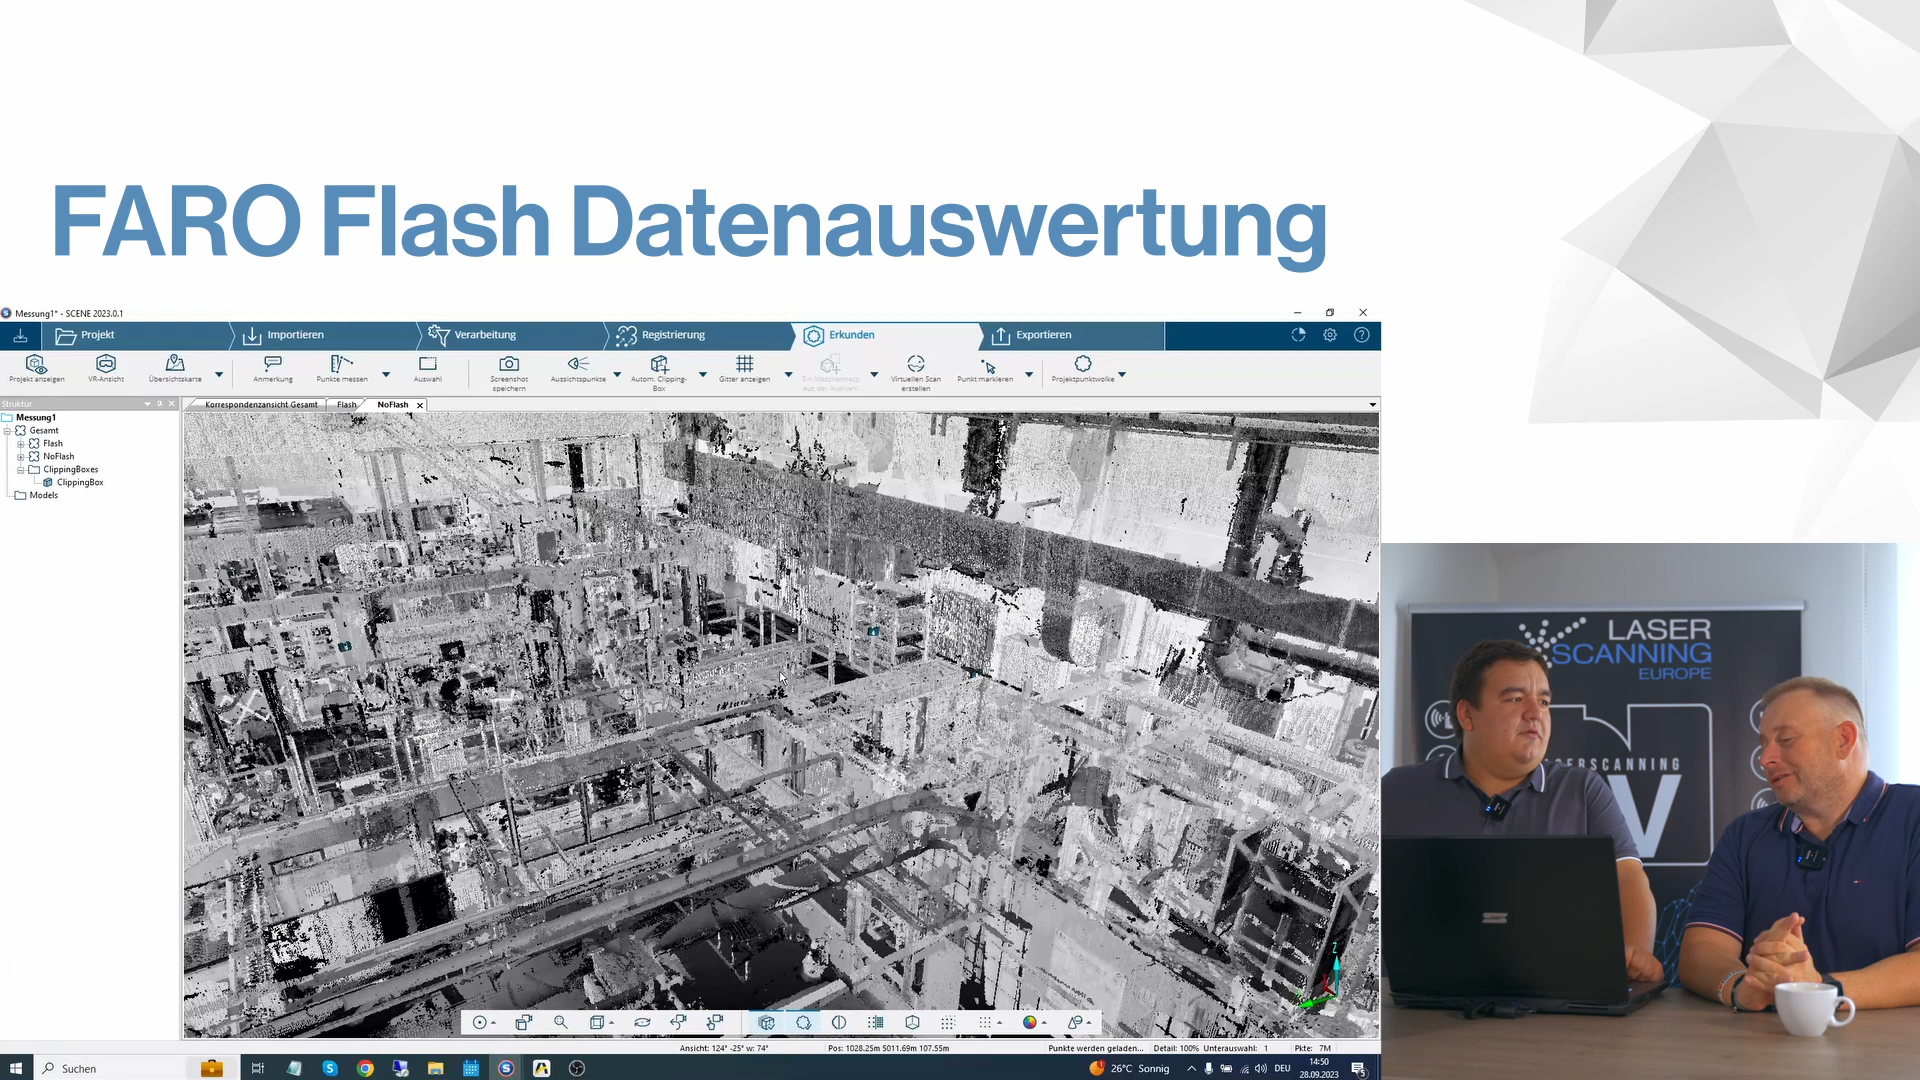 FARO Flash Datenauswertung
Messung1* - SCENE 2023.0.1
Projekt
Importieren
Verarbeitung
Registrierung
Erkunden
Exportieren
Projekt anzeigen
VR-Ansicht
Übersichtskarte
Anmerkung
Punkte messen
Auswahl
Screenshot speichern
Aussichtspunkte
Autom. Clipping-Box
Gitter anzeigen
Virtuellen Scan erstellen
Punkt markieren
Projektpunktwolke
Struktur
Korrespondenzansicht Gesamt
Flash
NoFlash
Messung1
Gesamt
Flash
NoFlash
ClippingBoxes
ClippingBox
Models
LASER
SCANNING
EUROPE
Z
Ansicht: 124° -25° w: 74°
Pos: 1028.25m 5011.69m 107.55m
Punkte werden geladen...
Detail: 100%
Unterauswahl: 1
Pkte: 7M
Suchen
26°C Sonnig
DEU
14:50
28.09.2023